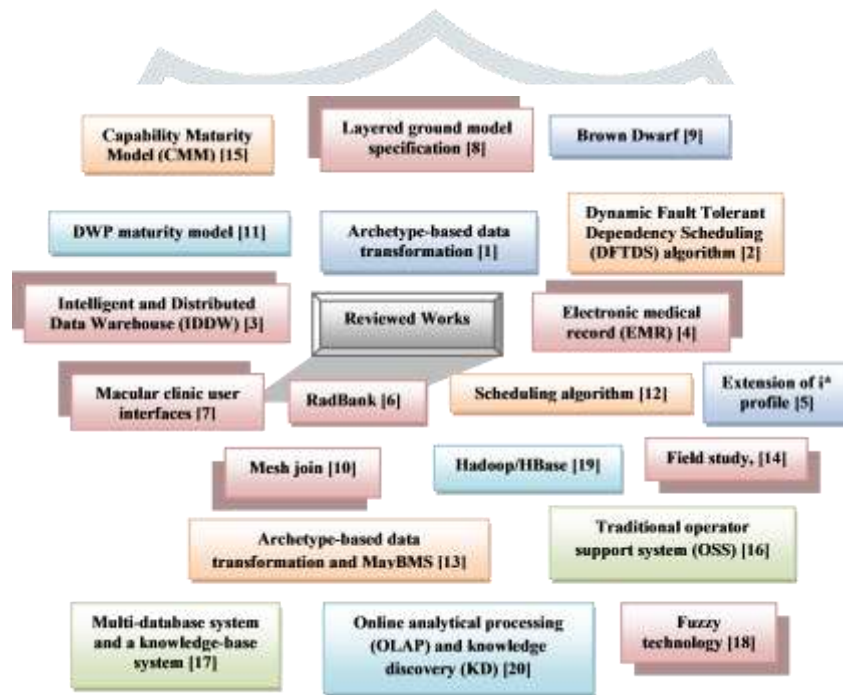 Capability Maturity
Model (CMM) [15]
Layered ground model
specification [8]
Brown Dwarf [9]
DWP maturity model [11]
Archetype-based data
transformation [1]
Dynamic Fault Tolerant
Dependency Scheduling
(DFTDS) algorithm [2]
Intelligent and Distributed
Data Warehouse (IDDW) [3]
Reviewed Works
Electronic medical
record (EMR) [4]
Macular clinic user
interfaces [7]
RadBank [6]
Scheduling algorithm [12]
Extension of i*
profile [5]
Mesh join [10]
Hadoop/HBase [19]
Field study, [14]
Archetype-based data
transformation and MayBMS [13]
Traditional operator
support system (OSS) [16]
Multi-database system
and a knowledge-base
system [17]
Online analytical processing
(OLAP) and knowledge
discovery (KD) [20]
Fuzzy
technology [18]